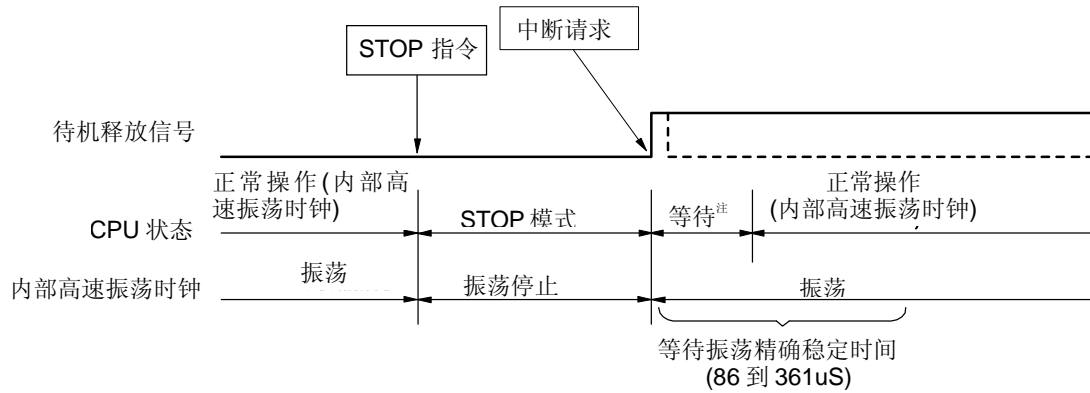 中断请求
STOP 指令
待机释放信号
正常操作(内部高
速振荡时钟)
正常操作
(内部高速振荡时钟)
CPU 状态
STOP 模式
等待注
内部高速振荡时钟
振荡
振荡停止
振荡
等待振荡精确稳定时间
(86 到 361uS)